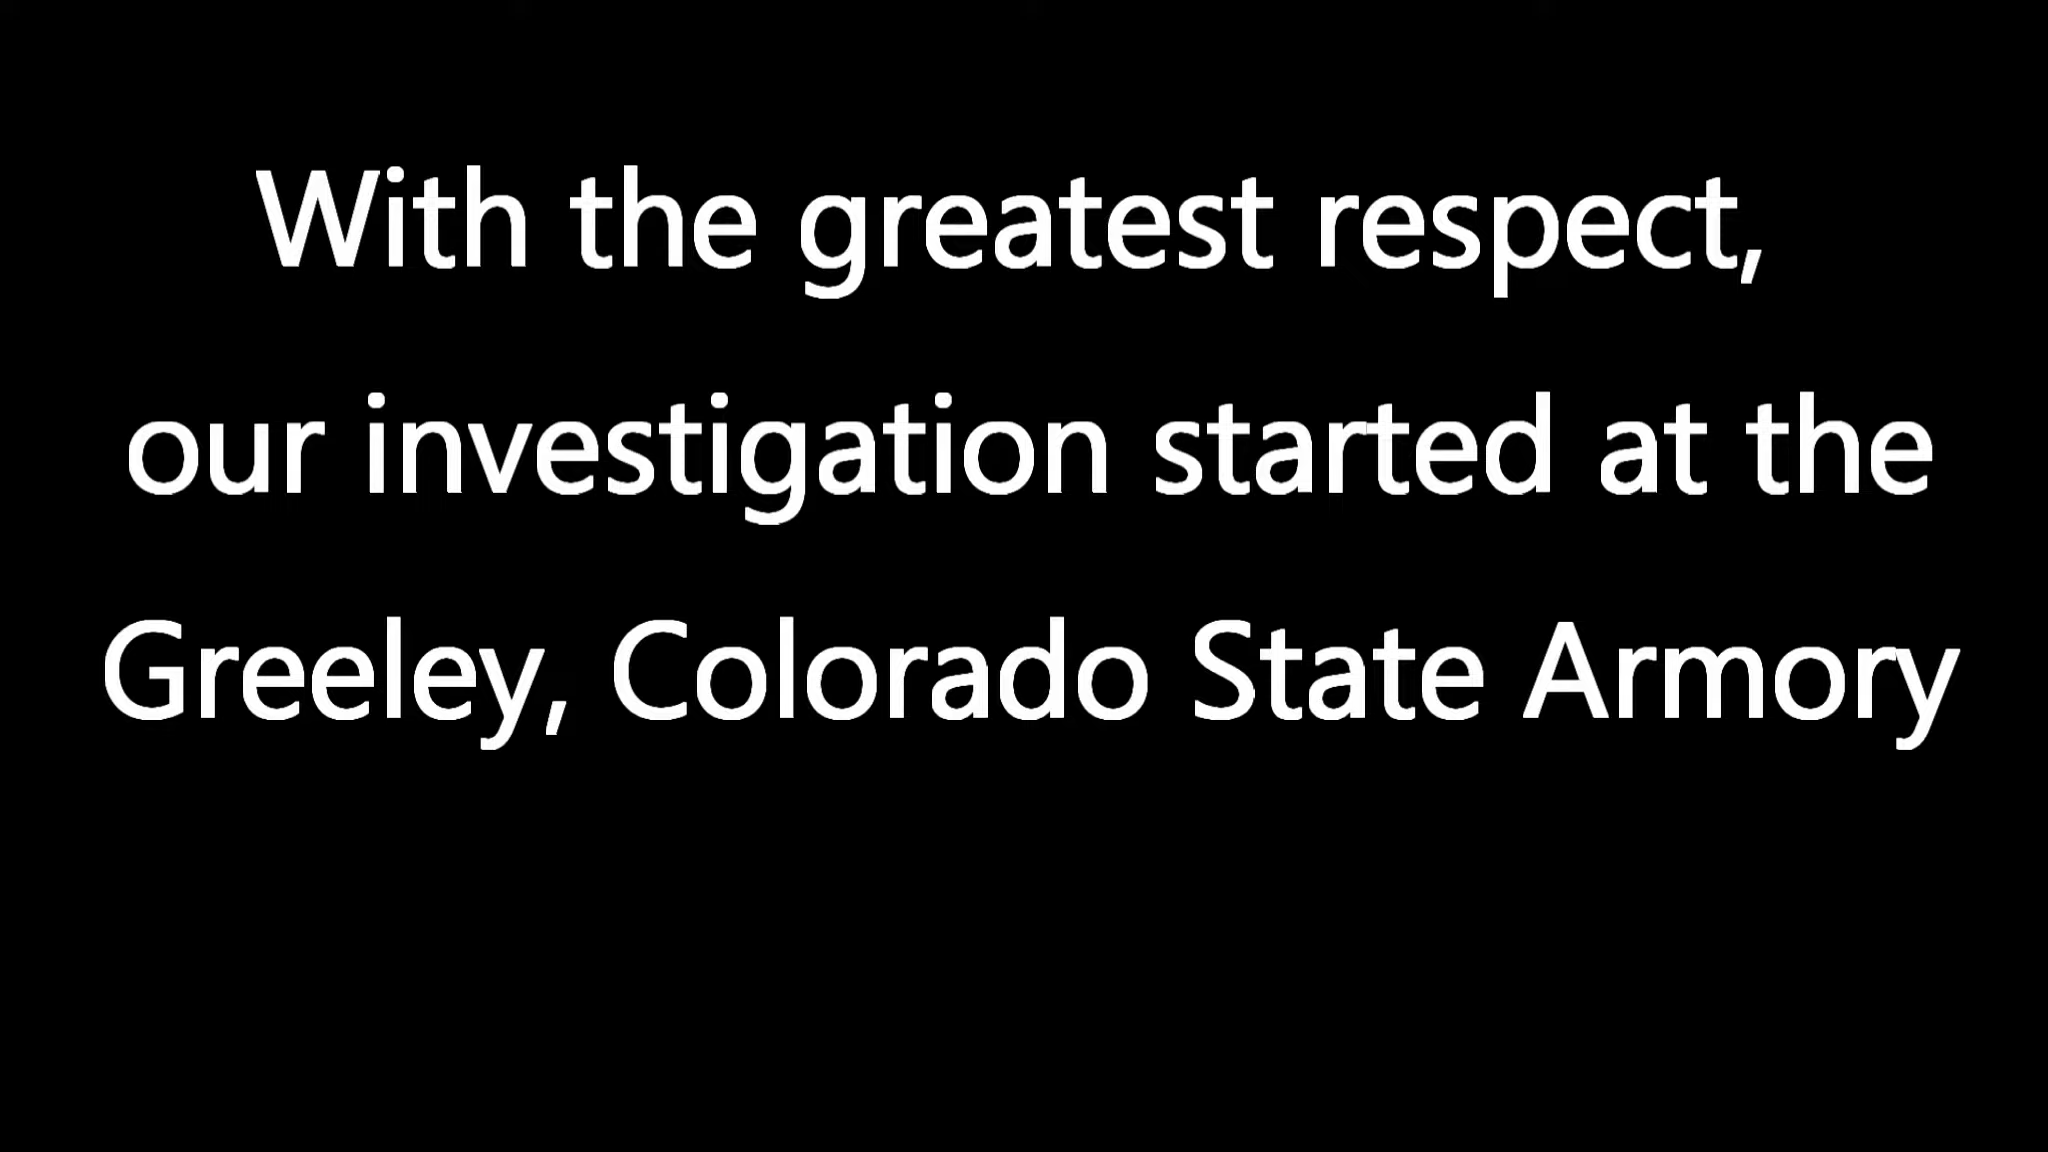 With the greatest respect,
our investigation started at the
Greeley, Colorado State Armory